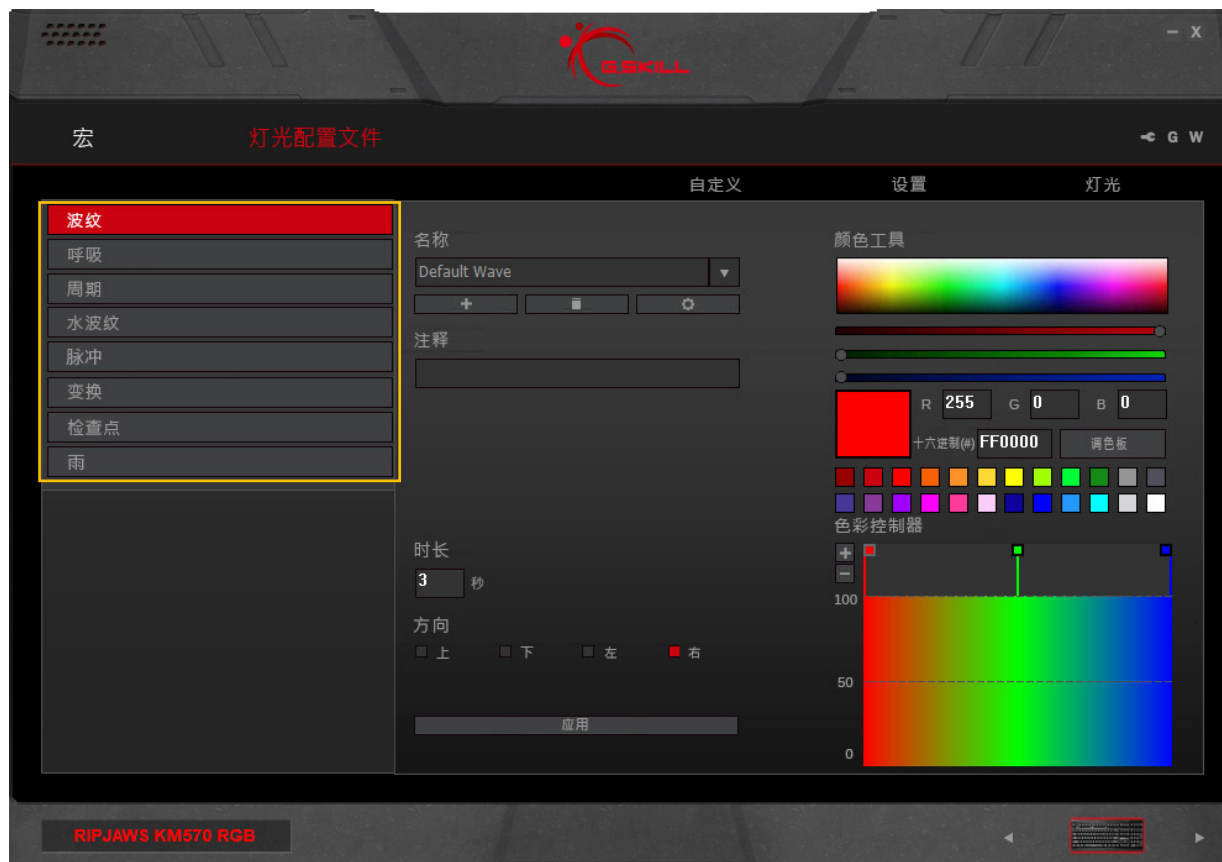 G.SKILL
– X
宏 灯光配置文件 G W
自定义 设置 灯光
波纹
呼吸
周期
水波纹
脉冲
变换
检查点
雨
名称
Default Wave
注释
时长
3 秒
方向
上 下 左 右
应用
颜色工具
R 255 G 0 B 0
十六进制(#) FF0000 调色板
色彩控制器
100
50
0
RIPJAWS KM570 RGB